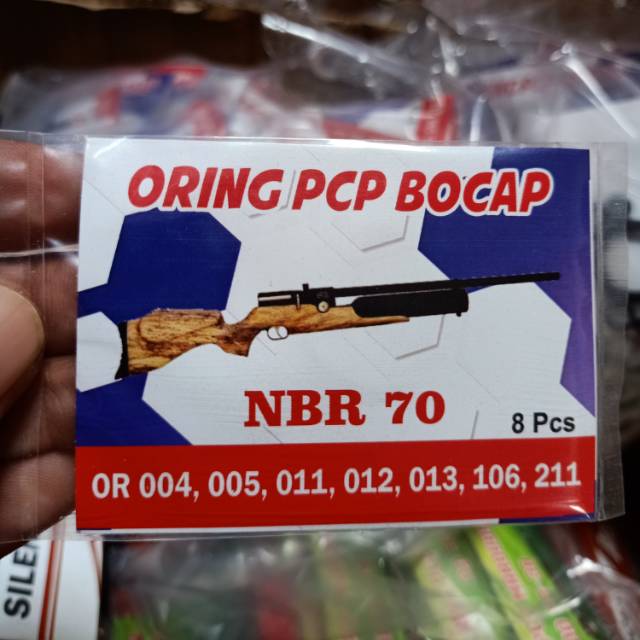 ORING PCP BOCAP
NBR 70
8 Pcs
OR 004, 005, 011, 012, 013, 106, 211